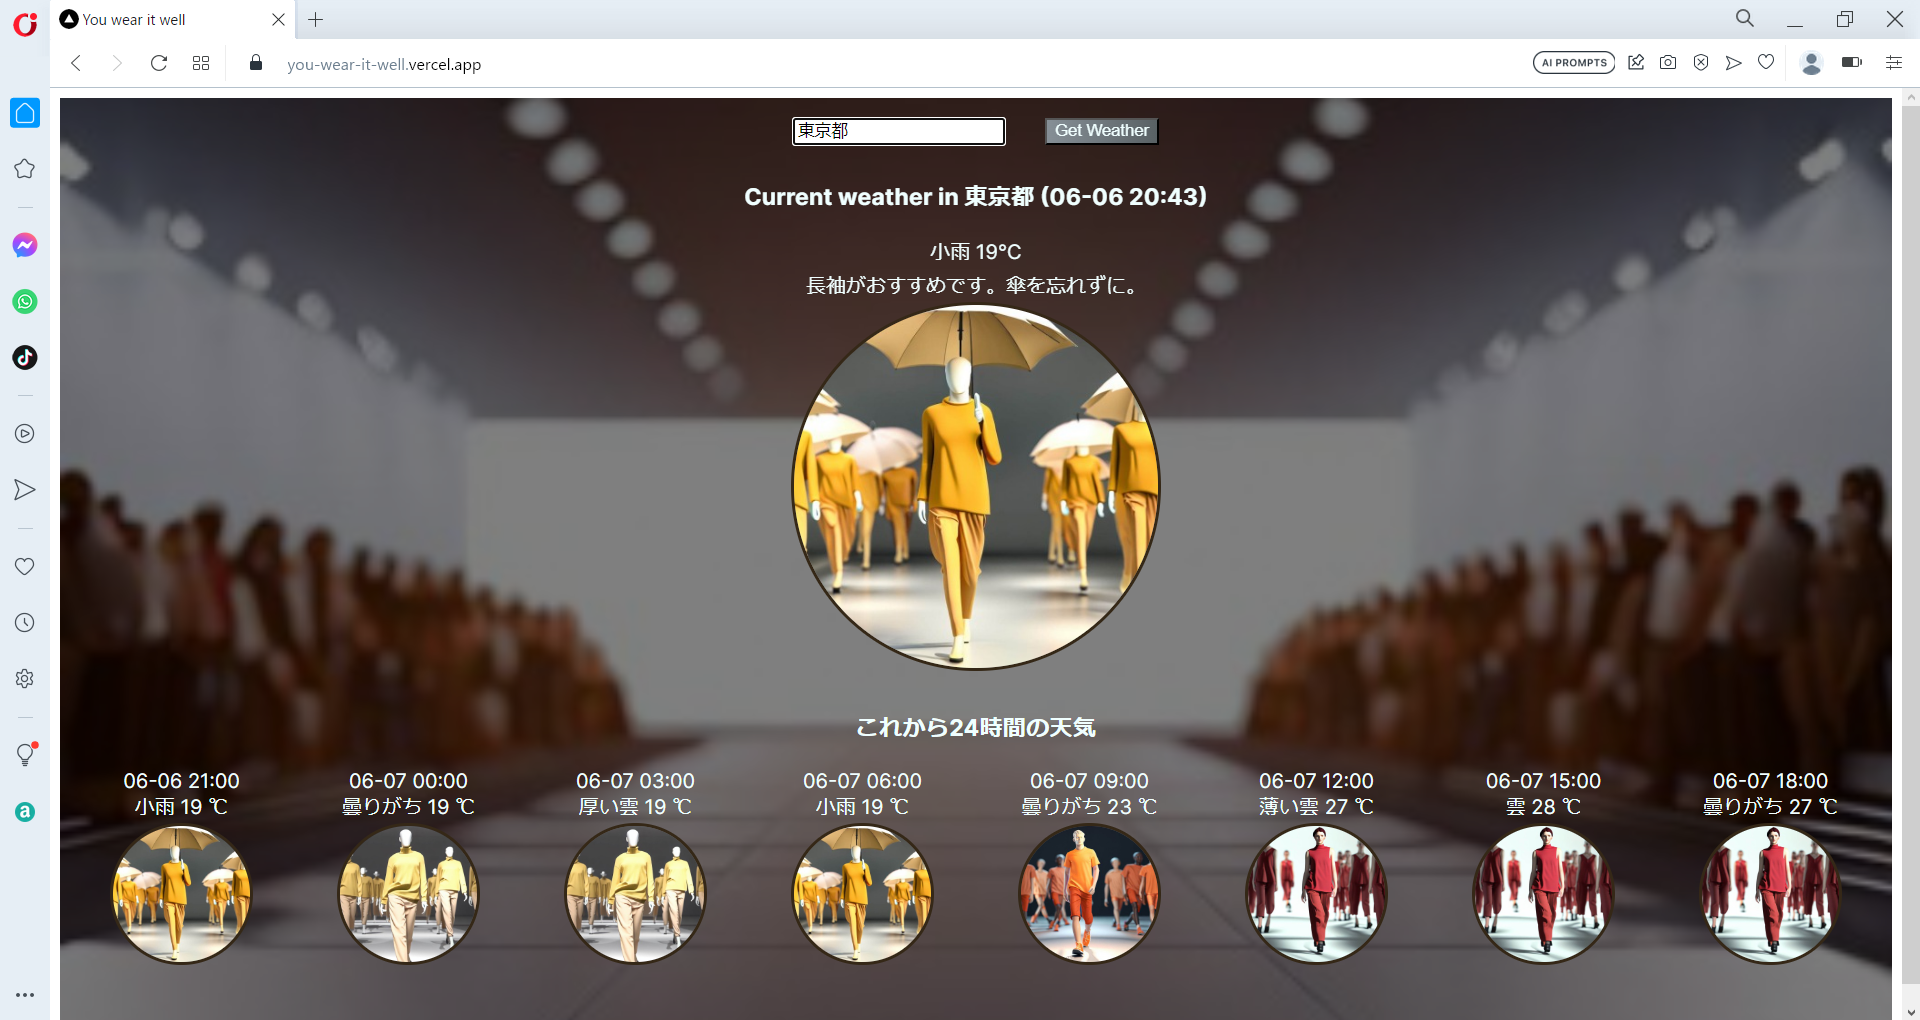 You wear it well
you-wear-it-well.vercel.app
AI PROMPTS
東京都
Get Weather
Current weather in 東京都 (06-06 20:43)
小雨 19°C
長袖がおすすめです。傘を忘れずに。
これから24時間の天気
06-06 21:00
小雨 19 ℃
06-07 00:00
曇りがち 19 ℃
06-07 03:00
厚い雲 19 ℃
06-07 06:00
小雨 19 ℃
06-07 09:00
曇りがち 23 ℃
06-07 12:00
薄い雲 27 ℃
06-07 15:00
雲 28 ℃
06-07 18:00
曇りがち 27 ℃